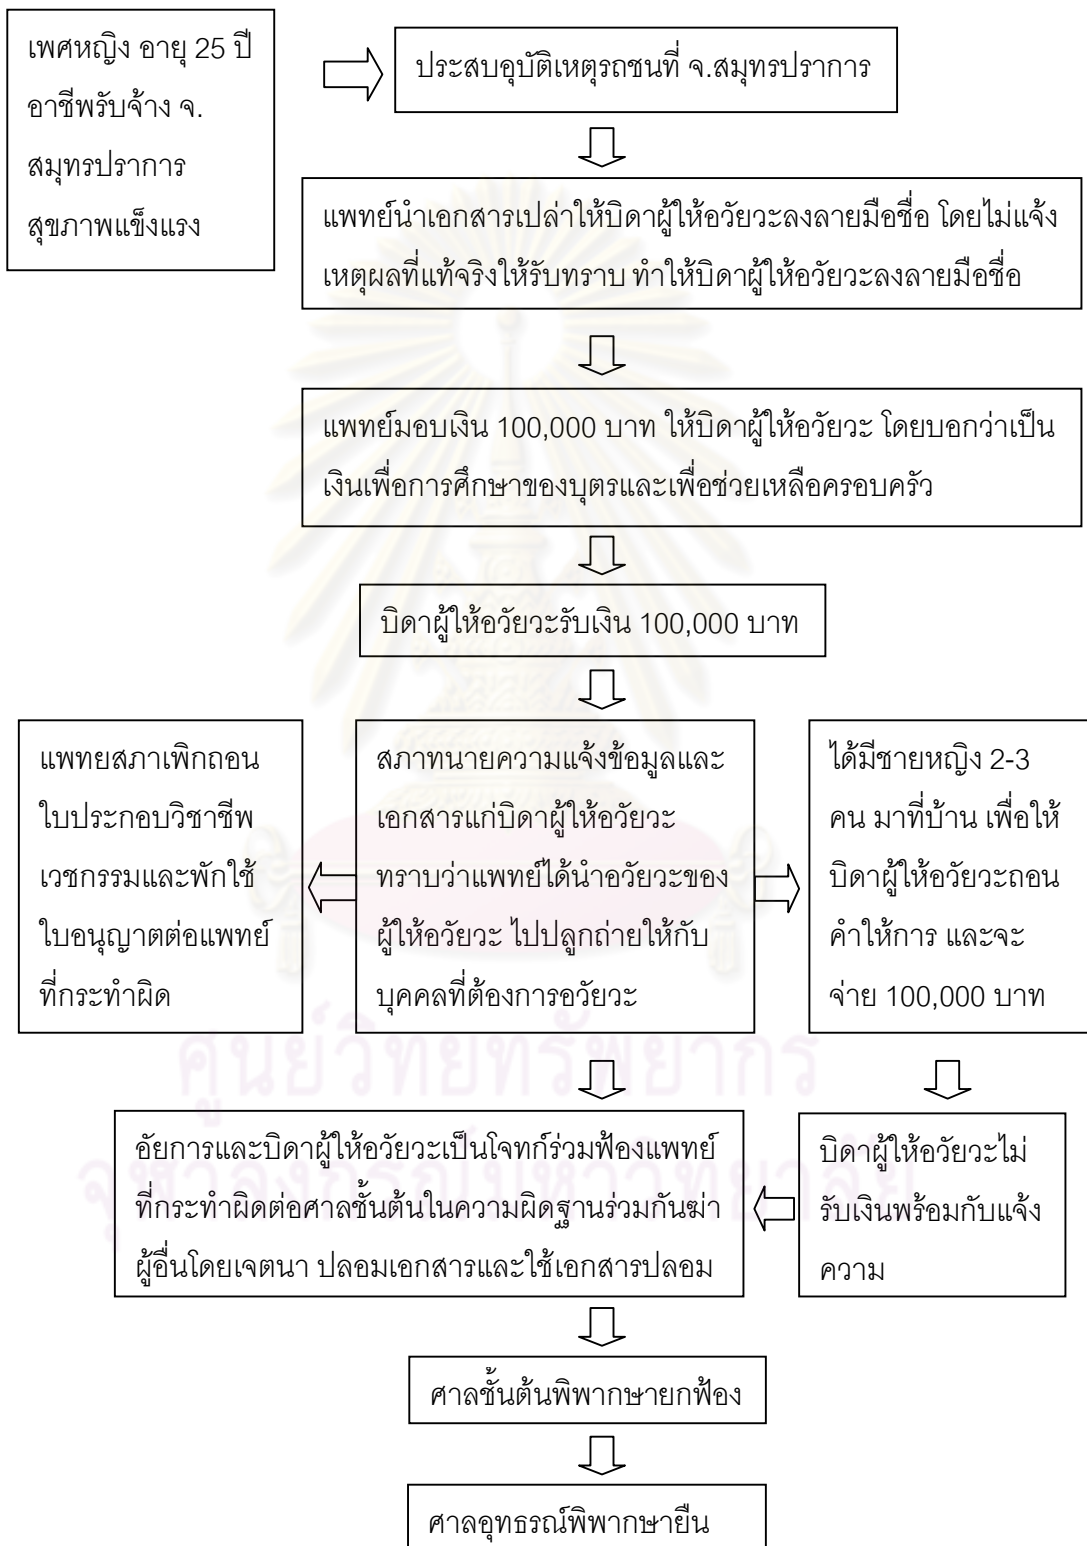 เพศหญิง อายุ 25 ปี
อาชีพรับจ้าง จ.
สมุทรปราการ
สุขภาพแข็งแรง
ประสบอุบัติเหตุรถชนที่ จ.สมุทรปราการ
แพทย์นำเอกสารเปล่าให้บิดาผู้ให้อวัยวะลงลายมือชื่อ โดยไม่แจ้ง
เหตุผลที่แท้จริงให้รับทราบ ทำให้บิดาผู้ให้อวัยวะลงลายมือชื่อ
แพทย์มอบเงิน 100,000 บาท ให้บิดาผู้ให้อวัยวะ โดยบอกว่าเป็น
เงินเพื่อการศึกษาของบุตรและเพื่อช่วยเหลือครอบครัว
บิดาผู้ให้อวัยวะรับเงิน 100,000 บาท
แพทยสภาเพิกถอน
ใบประกอบวิชาชีพ
เวชกรรมและพักใช้
ใบอนุญาตต่อแพทย์
ที่กระทำผิด
สภาทนายความแจ้งข้อมูลและ
เอกสารแก่บิดาผู้ให้อวัยวะ
ทราบว่าแพทย์ได้นำอวัยวะของ
ผู้ให้อวัยวะ ไปปลูกถ่ายให้กับ
บุคคลที่ต้องการอวัยวะ
ได้มีชายหญิง 2-3
คน มาที่บ้าน เพื่อให้
บิดาผู้ให้อวัยวะถอน
คำให้การ และจะ
จ่าย 100,000 บาท
อัยการและบิดาผู้ให้อวัยวะเป็นโจทก์ร่วมฟ้องแพทย์
ที่กระทำผิดต่อศาลชั้นต้นในความผิดฐานร่วมกันฆ่า
ผู้อื่นโดยเจตนา ปลอมเอกสารและใช้เอกสารปลอม
บิดาผู้ให้อวัยวะไม่
รับเงินพร้อมกับแจ้ง
ความ
ศาลชั้นต้นพิพากษายกฟ้อง
ศาลอุทธรณ์พิพากษายืน
ศูนย์วิทยทรัพยากร
จุฬาลงกรณ์มหาวิทยาลัย